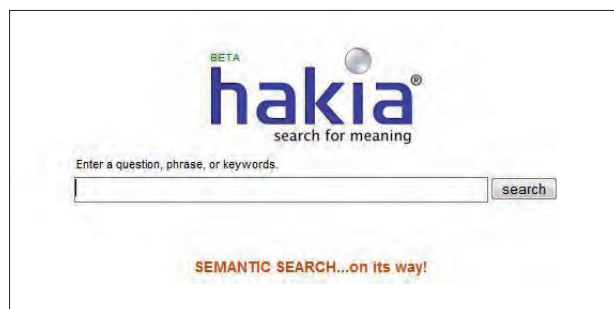 BETA
hakia®
search for meaning
Enter a question, phrase, or keywords.
search
SEMANTIC SEARCH...on its way!